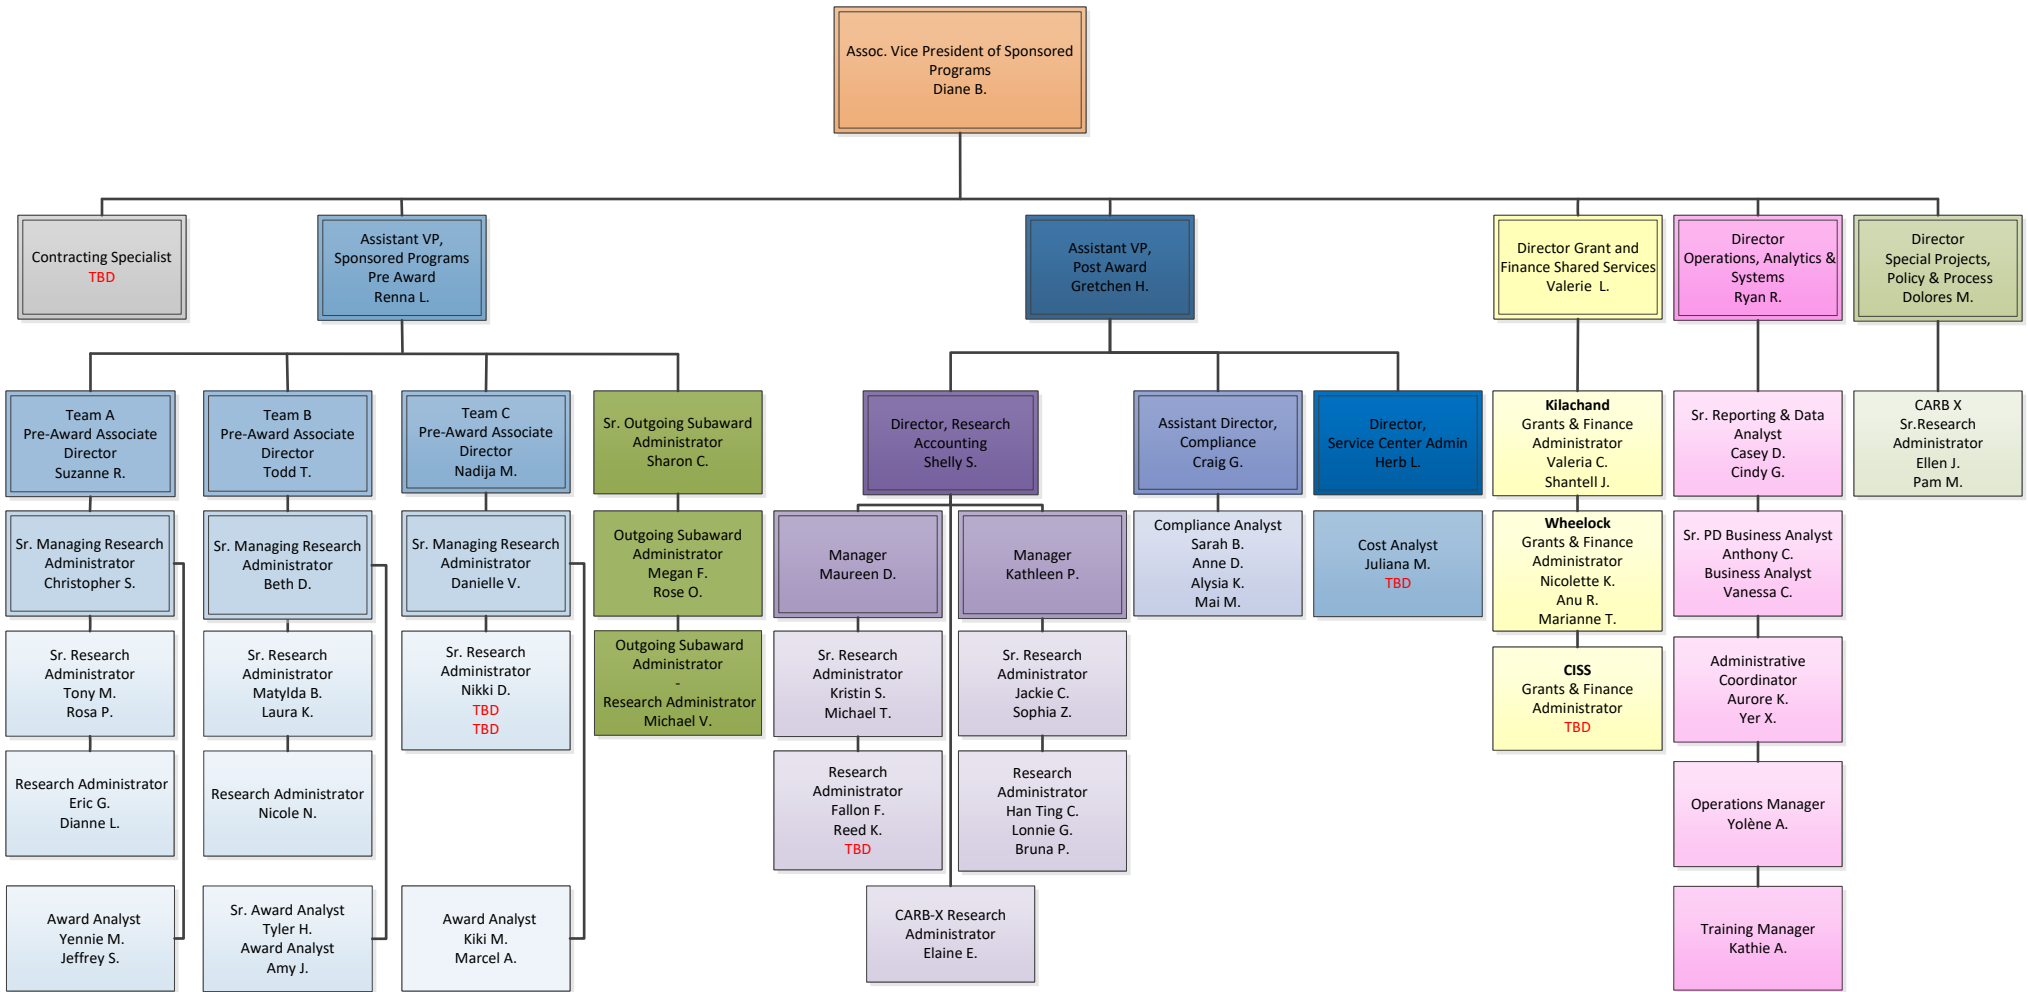 Assoc. Vice President of Sponsored
Programs
Diane B.
Contracting Specialist
TBD
Assistant VP,
Sponsored Programs
Pre Award
Renna L.
Assistant VP,
Post Award
Gretchen H.
Director Grant and
Finance Shared Services
Valerie L.
Director
Operations, Analytics &
Systems
Ryan R.
Director
Special Projects,
Policy & Process
Dolores M.
Team A
Pre-Award Associate
Director
Suzanne R.
Team B
Pre-Award Associate
Director
Todd T.
Team C
Pre-Award Associate
Director
Nadija M.
Sr. Outgoing Subaward
Administrator
Sharon C.
Director, Research
Accounting
Shelly S.
Assistant Director,
Compliance
Craig G.
Director,
Service Center Admin
Herb L.
Kilachand
Grants & Finance
Administrator
Valeria C.
Shantell J.
Sr. Reporting & Data
Analyst
Casey D.
Cindy G.
CARB X
Sr.Research
Administrator
Ellen J.
Pam M.
Sr. Managing Research
Administrator
Christopher S.
Sr. Managing Research
Administrator
Beth D.
Sr. Managing Research
Administrator
Danielle V.
Outgoing Subaward
Administrator
Megan F.
Rose O.
Manager
Maureen D.
Manager
Kathleen P.
Compliance Analyst
Sarah B.
Anne D.
Alysia K.
Mai M.
Cost Analyst
Juliana M.
TBD
Wheelock
Grants & Finance
Administrator
Nicolette K.
Anu R.
Marianne T.
Sr. PD Business Analyst
Anthony C.
Business Analyst
Vanessa C.
Sr. Research
Administrator
Tony M.
Rosa P.
Sr. Research
Administrator
Matylda B.
Laura K.
Sr. Research
Administrator
Nikki D.
TBD
TBD
Outgoing Subaward
Administrator
-
Research Administrator
Michael V.
Sr. Research
Administrator
Kristin S.
Michael T.
Sr. Research
Administrator
Jackie C.
Sophia Z.
CISS
Grants & Finance
Administrator
TBD
Administrative
Coordinator
Aurore K.
Yer X.
Research Administrator
Eric G.
Dianne L.
Research Administrator
Nicole N.
Research
Administrator
Fallon F.
Reed K.
TBD
Research
Administrator
Han Ting C.
Lonnie G.
Bruna P.
Operations Manager
Yolène A.
Award Analyst
Yennie M.
Jeffrey S.
Sr. Award Analyst
Tyler H.
Award Analyst
Amy J.
Award Analyst
Kiki M.
Marcel A.
CARB-X Research
Administrator
Elaine E.
Training Manager
Kathie A.